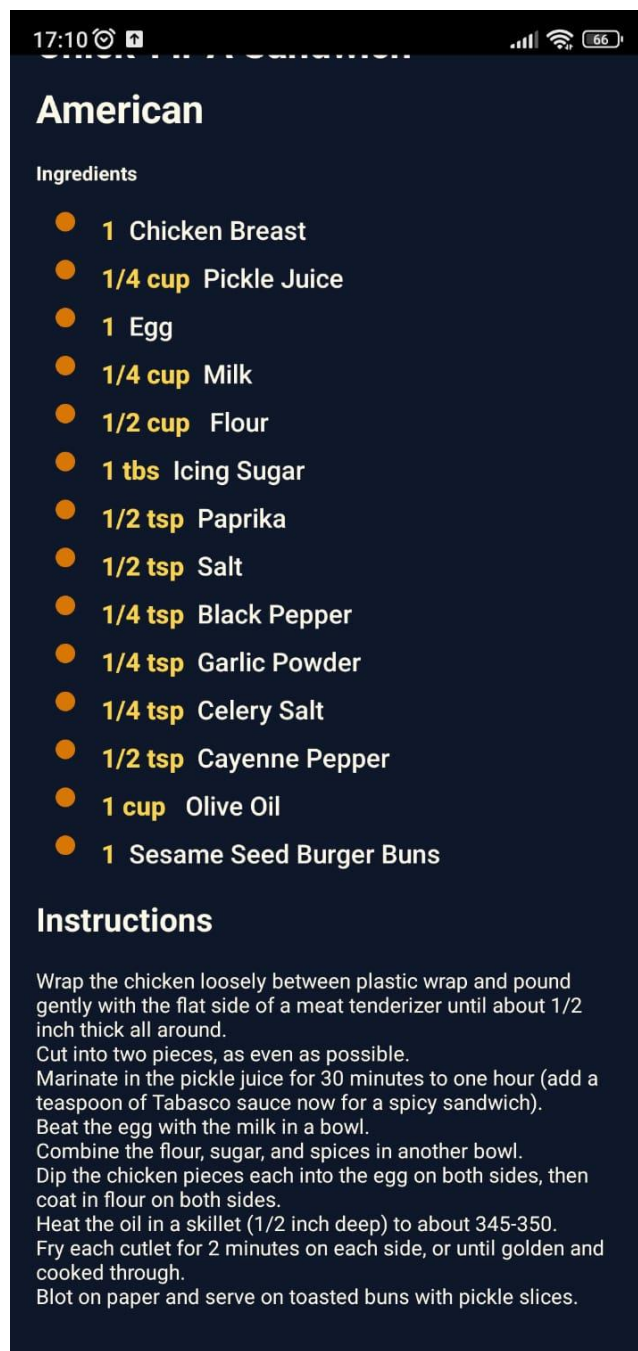 17:10
66
American
Ingredients
1 Chicken Breast
1/4 cup Pickle Juice
1 Egg
1/4 cup Milk
1/2 cup Flour
1 tbs Icing Sugar
1/2 tsp Paprika
1/2 tsp Salt
1/4 tsp Black Pepper
1/4 tsp Garlic Powder
1/4 tsp Celery Salt
1/2 tsp Cayenne Pepper
1 cup Olive Oil
1 Sesame Seed Burger Buns
Instructions
Wrap the chicken loosely between plastic wrap and pound
gently with the flat side of a meat tenderizer until about 1/2
inch thick all around.
Cut into two pieces, as even as possible.
Marinate in the pickle juice for 30 minutes to one hour (add a
teaspoon of Tabasco sauce now for a spicy sandwich).
Beat the egg with the milk in a bowl.
Combine the flour, sugar, and spices in another bowl.
Dip the chicken pieces each into the egg on both sides, then
coat in flour on both sides.
Heat the oil in a skillet (1/2 inch deep) to about 345-350.
Fry each cutlet for 2 minutes on each side, or until golden and
cooked through.
Blot on paper and serve on toasted buns with pickle slices.